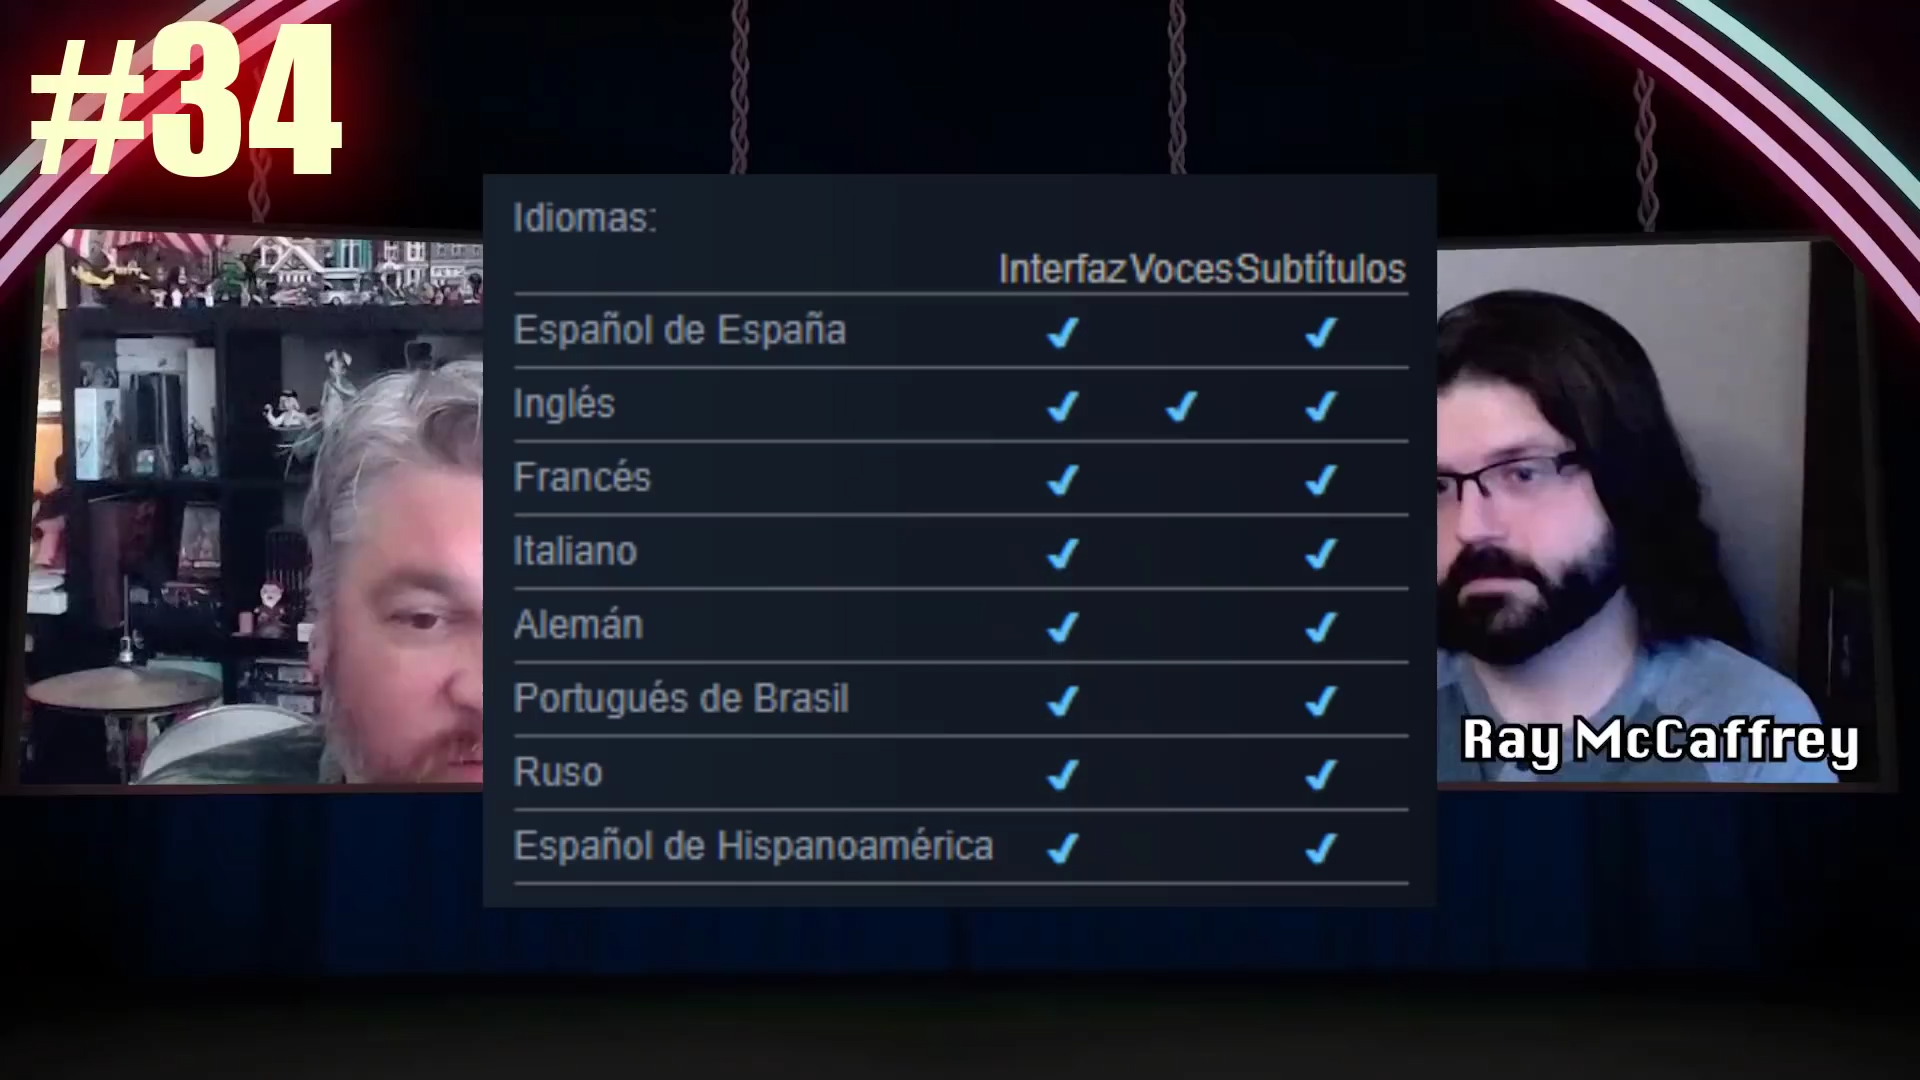 #34
Idiomas:
Interfaz Voces Subtítulos
Español de España ✔ ✔
Inglés ✔ ✔ ✔
Francés ✔ ✔
Italiano ✔ ✔
Alemán ✔ ✔
Portugués de Brasil ✔ ✔
Ruso ✔ ✔
Español de Hispanoamérica ✔ ✔
Ray McCaffrey